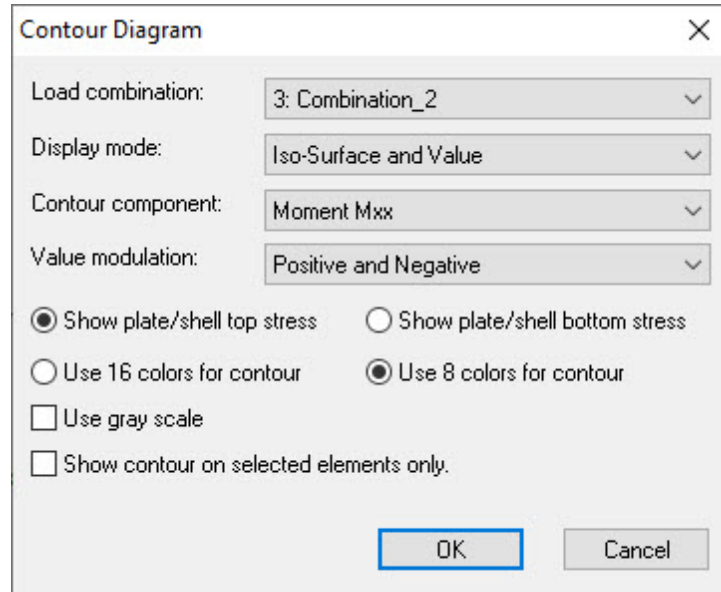 Contour Diagram
Load combination: 3: Combination_2
Display mode: Iso-Surface and Value
Contour component: Moment Mxx
Value modulation: Positive and Negative
Show plate/shell top stress Show plate/shell bottom stress
Use 16 colors for contour Use 8 colors for contour
Use gray scale
Show contour on selected elements only.
OK Cancel